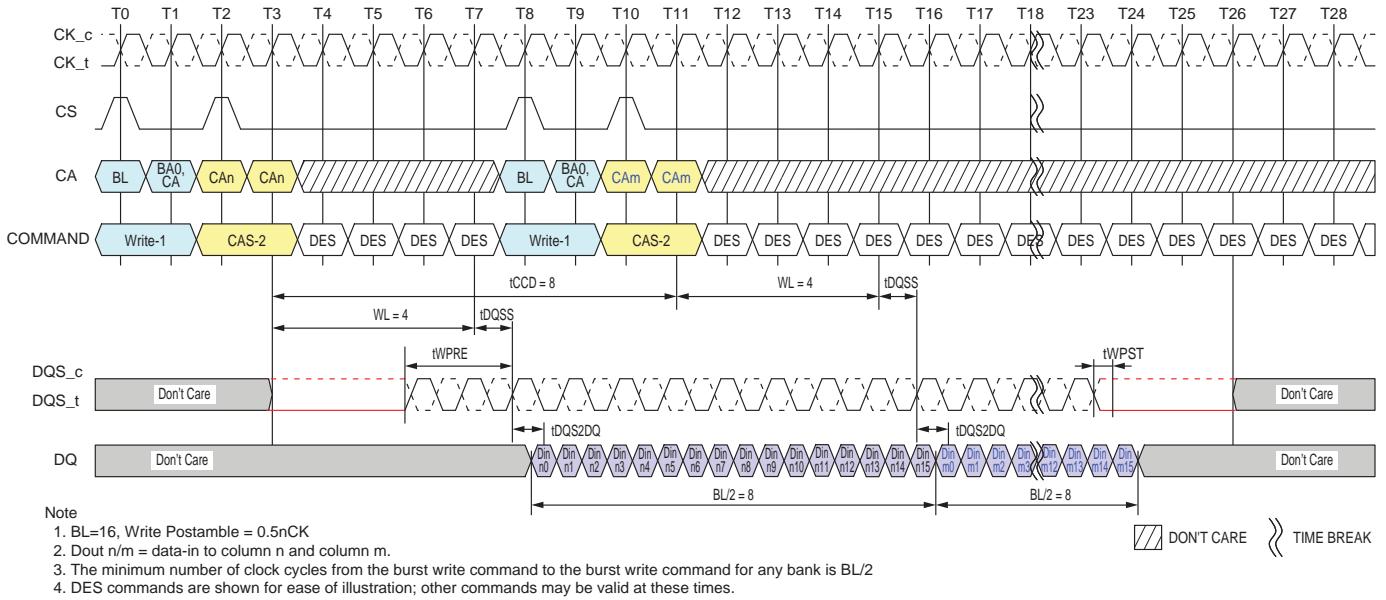 T0 T1 T2 T3 T4 T5 T6 T7 T8 T9 T10 T11 T12 T13 T14 T15 T16 T17 T18 T23 T24 T25 T26 T27 T28
CK_c
CK_t
CS
CA BL BA0, CA CAn CAn BL BA0, CA CAm CAm
COMMAND Write-1 CAS-2 DES DES DES DES Write-1 CAS-2 DES DES DES DES DES DES DES DES DES DES DES DES DES
tCCD = 8 WL = 4 tDQSS
WL = 4 tDQSS
tWPRE tWPST
DQS_c
DQS_t Don't Care Don't Care
tDQS2DQ tDQS2DQ
DQ Don't Care Din n0 Din n1 Din n2 Din n3 Din n4 Din n5 Din n6 Din n7 Din n8 Din n9 Din n10 Din n11 Din n12 Din n13 Din n14 Din n15 Din m0 Din m1 Din m2 Din m3 Din m12 Din m13 Din m14 Din m15 Don't Care
BL/2 = 8 BL/2 = 8
Note
1. BL=16, Write Postamble = 0.5nCK
2. Dout n/m = data-in to column n and column m.
3. The minimum number of clock cycles from the burst write command to the burst write command for any bank is BL/2
4. DES commands are shown for ease of illustration; other commands may be valid at these times.
DON'T CARE TIME BREAK